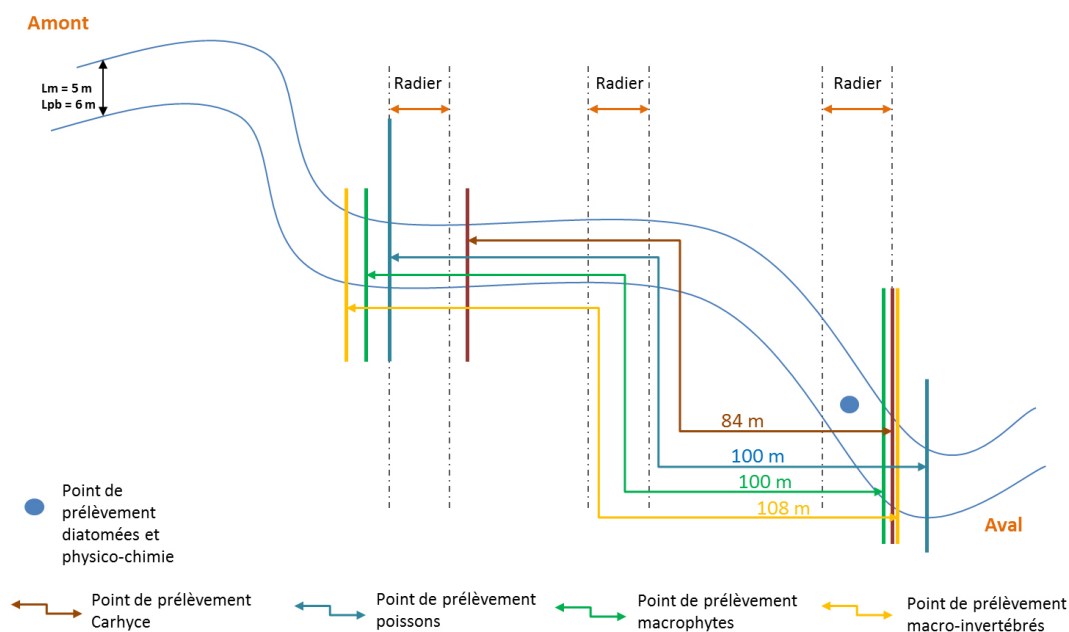 Amont
Lm = 5 m
Lpb = 6 m
Radier
Radier
Radier
84 m
100 m
100 m
108 m
Aval
Point de
prélèvement
diatomées et
physico-chimie
Point de prélèvement
Carhyce
Point de prélèvement
poissons
Point de prélèvement
macrophytes
Point de prélèvement
macro-invertébrés